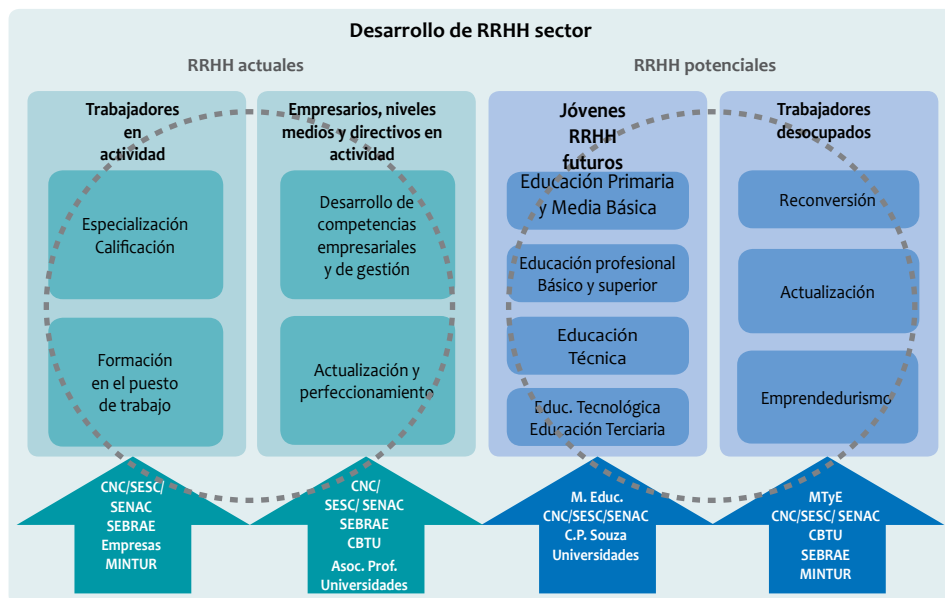 Desarrollo de RRHH sector
RRHH actuales
RRHH potenciales
Trabajadores
en
actividad
Especialización
Calificación
Formación
en el puesto
de trabajo
CNC/SESC/
SENAC
SEBRAE
Empresas
MINTUR
Empresarios, niveles
medios y directivos en
actividad
Desarrollo de
competencias
empresariales
y de gestión
Actualización y
perfeccionamiento
CNC/
SESC/ SENAC
SEBRAE
CBTU
Asoc. Prof.
Universidades
Jóvenes
RRHH
futuros
Educación Primaria
y Media Básica
Educación profesional
Básico y superior
Educación
Técnica
Educ. Tecnológica
Educación Terciaria
M. Educ.
CNC/SESC/SENAC
C.P. Souza
Universidades
Trabajadores
desocupados
Reconversión
Actualización
Emprendedurismo
MTyE
CNC/SESC/ SENAC
CBTU
SEBRAE
MINTUR